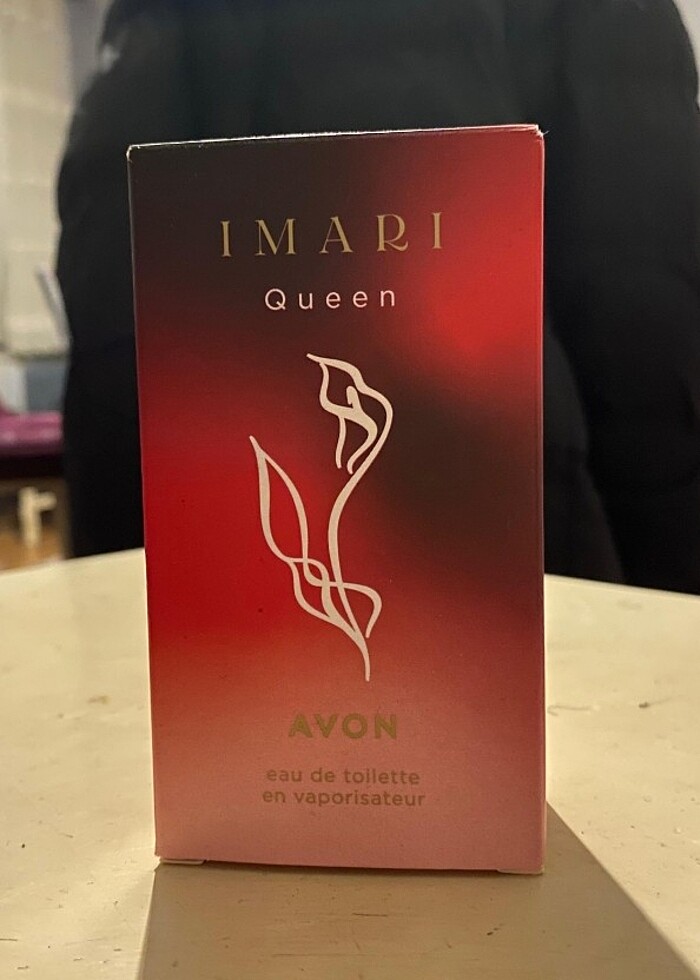 IMARI
Queen
AVON
eau de toilette
en vaporisateur